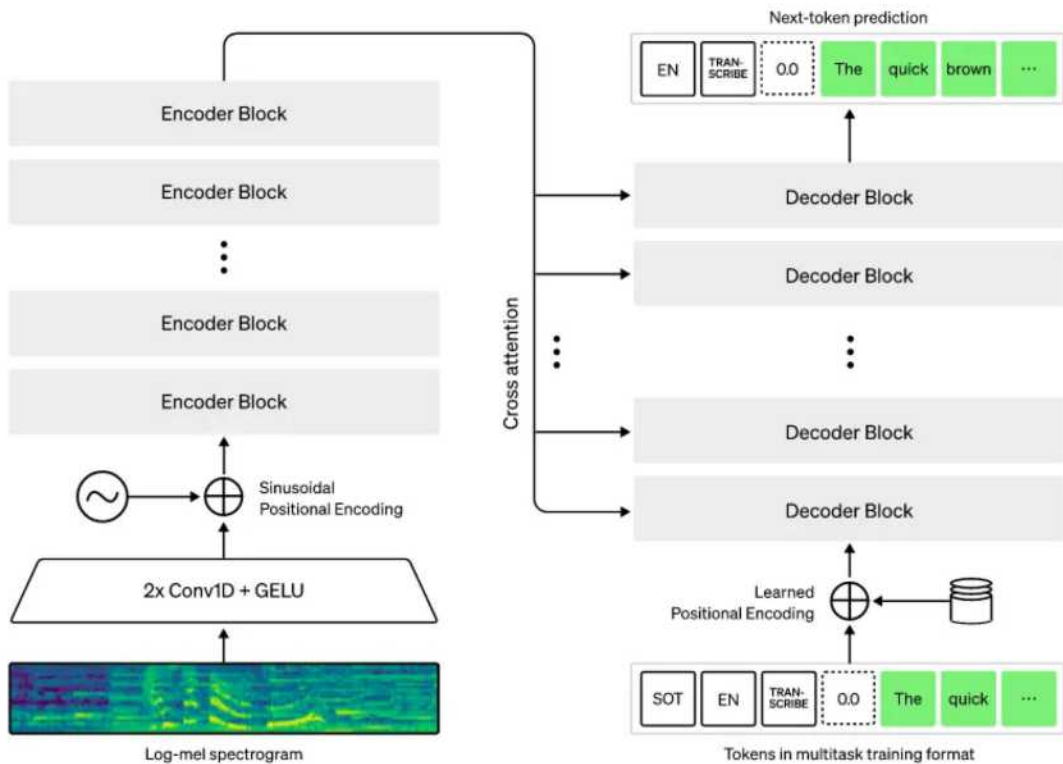 Next-token prediction
EN
TRAN-
SCRIBE
0.0
The
quick
brown
...
Encoder Block
Encoder Block
Encoder Block
Encoder Block
Sinusoidal
Positional Encoding
2x Conv1D + GELU
Log-mel spectrogram
Cross attention
Decoder Block
Decoder Block
Decoder Block
Decoder Block
Learned
Positional Encoding
SOT
EN
TRAN-
SCRIBE
0.0
The
quick
...
Tokens in multitask training format